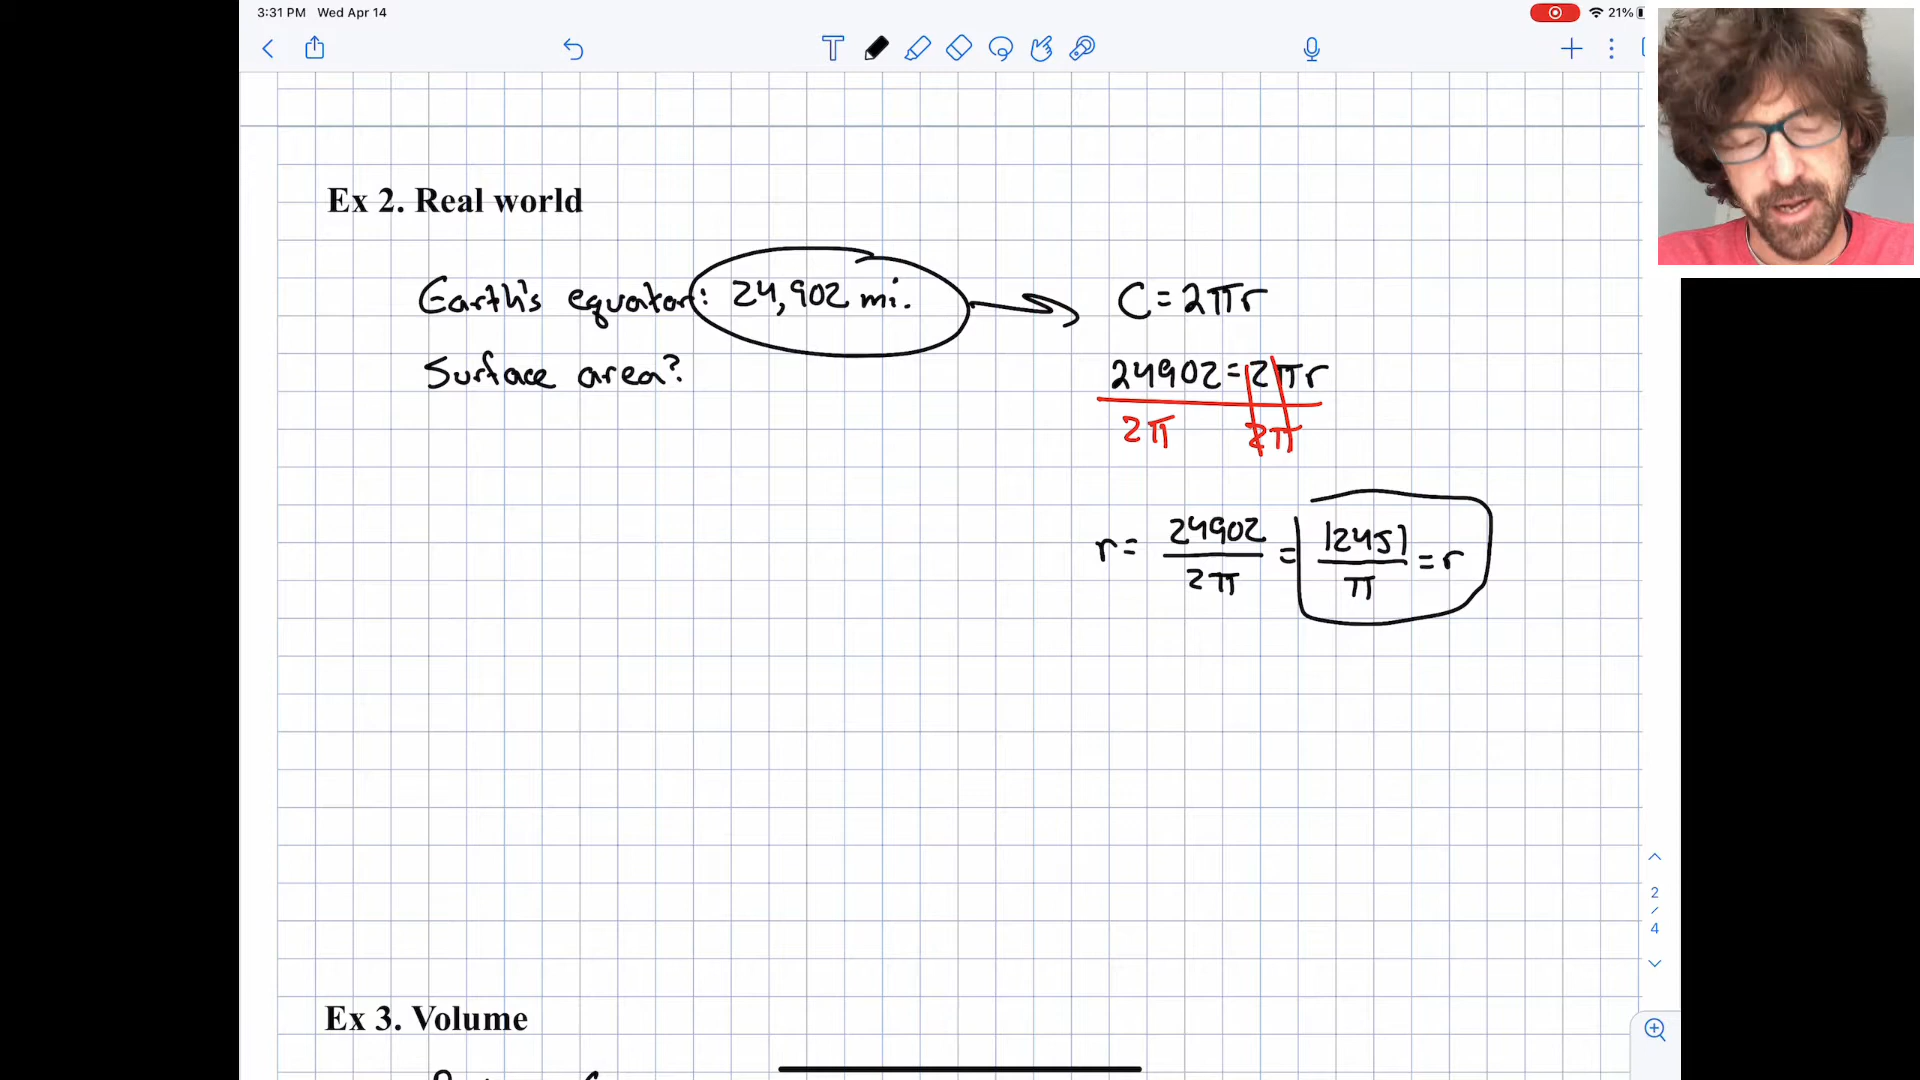 3:31 PM Wed Apr 14
21%
Ex 2. Real world
Earth's equator: 24,902 mi.
C = 2πr
Surface area?
24902 = 2πr
2π 2π
r = 24902 / 2π = 12451 / π = r
2
/
4
Ex 3. Volume